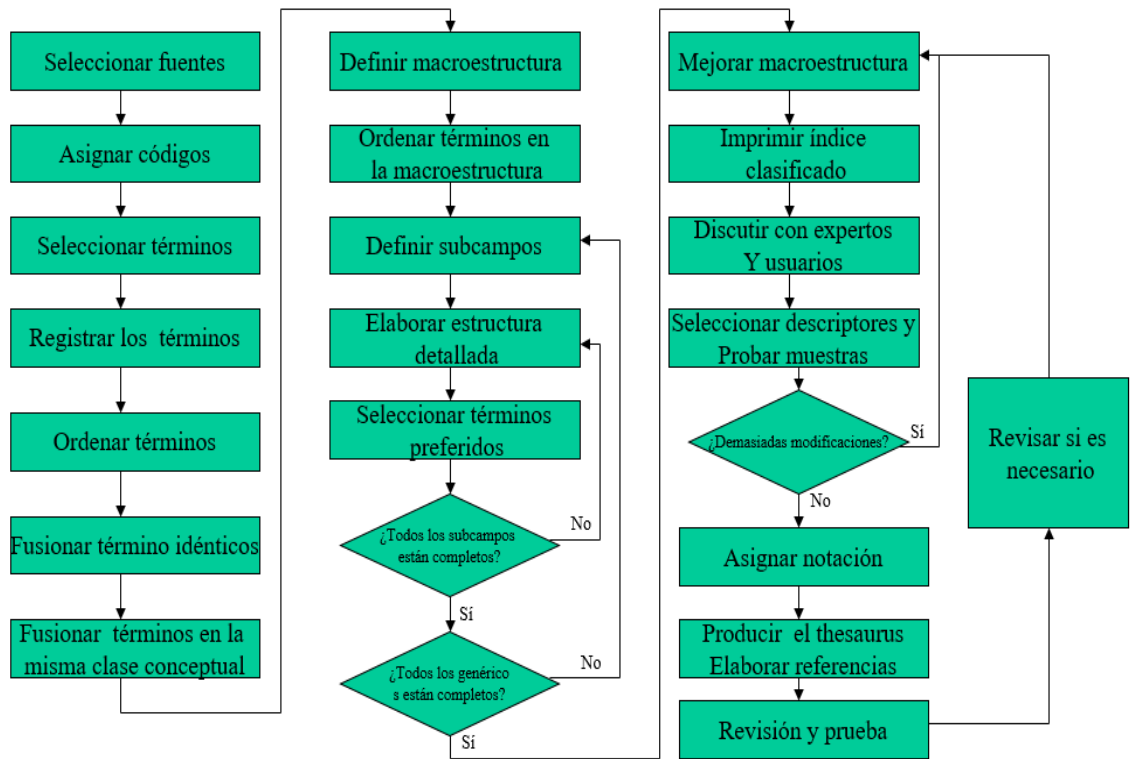 Seleccionar fuentes
Asignar códigos
Seleccionar términos
Registrar los términos
Ordenar términos
Fusionar término idénticos
Fusionar términos en la
misma clase conceptual
Definir macroestructura
Ordenar términos en
la macroestructura
Definir subcampos
Elaborar estructura
detallada
Seleccionar términos
preferidos
¿Todos los subcampos
están completos?
No
Sí
¿Todos los genérico
s están completos?
No
Sí
Mejorar macroestructura
Imprimir índice
clasificado
Discutir con expertos
Y usuarios
Seleccionar descriptores y
Probar muestras
¿Demasiadas modificaciones?
Sí
No
Asignar notación
Producir el thesaurus
Elaborar referencias
Revisión y prueba
Revisar si es
necesario